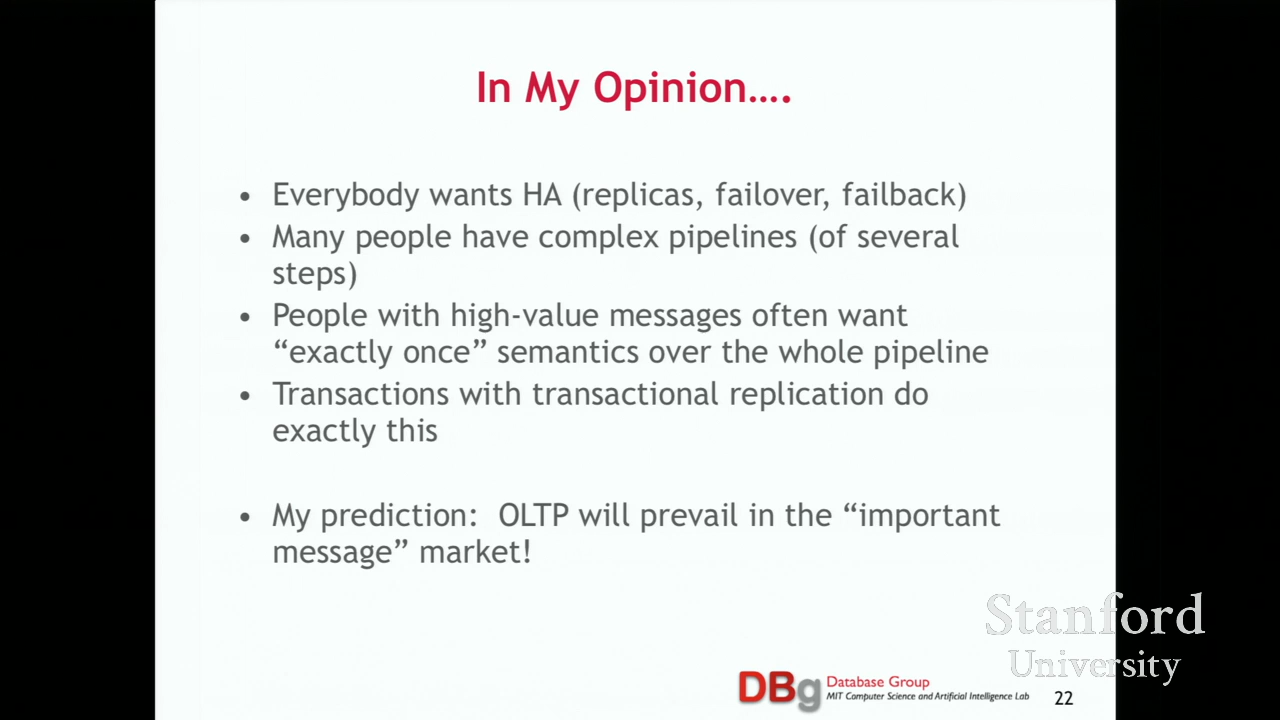 In My Opinion....
• Everybody wants HA (replicas, failover, failback)
• Many people have complex pipelines (of several
steps)
• People with high-value messages often want
“exactly once” semantics over the whole pipeline
• Transactions with transactional replication do
exactly this
• My prediction:  OLTP will prevail in the “important
message” market!
Stanford
University
DBg Database Group
MIT Computer Science and Artificial Intelligence Lab
22